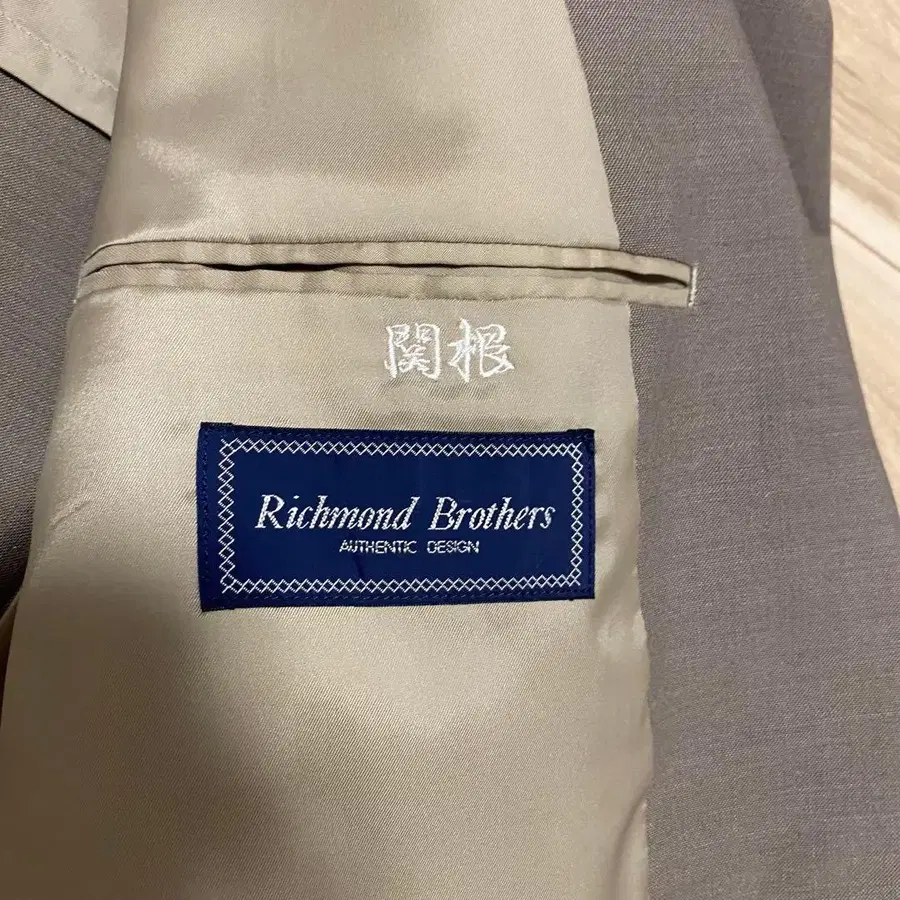 関根
Richmond Brothers
AUTHENTIC DESIGN